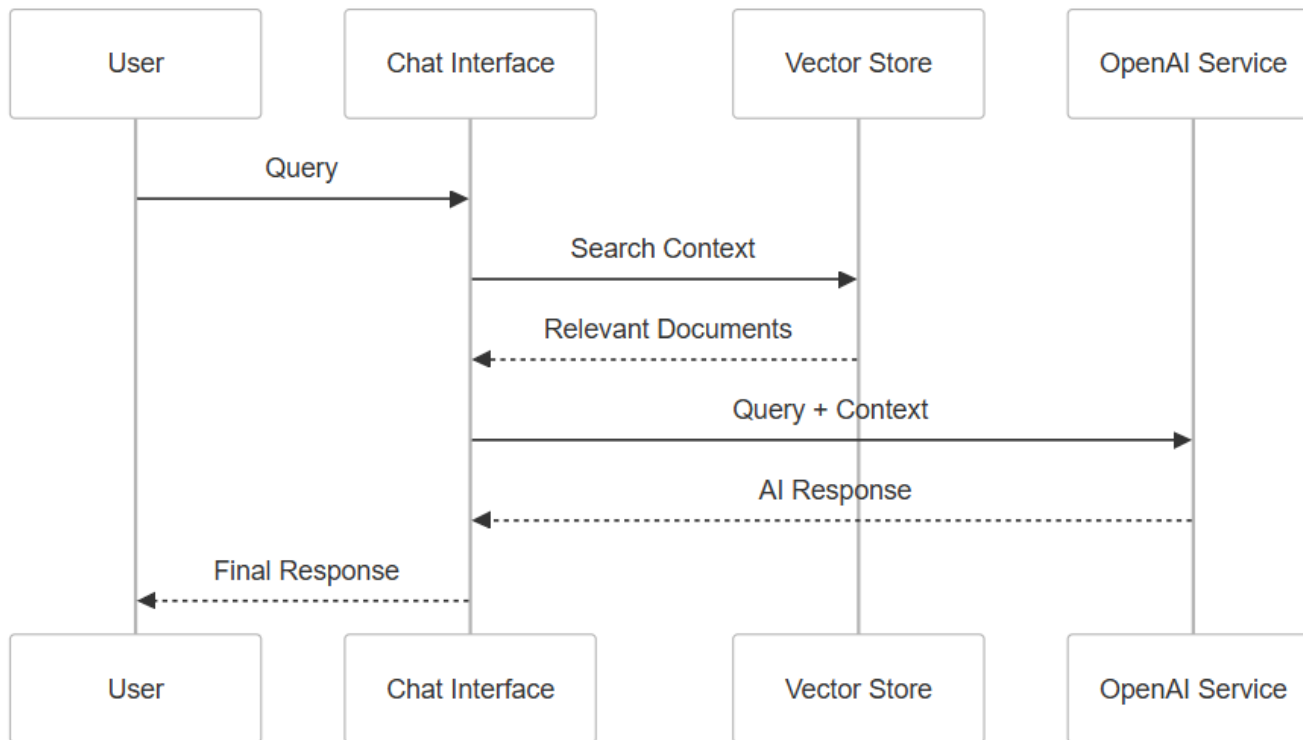 User
Chat Interface
Vector Store
OpenAI Service
Query
Search Context
Relevant Documents
Query + Context
AI Response
Final Response
User
Chat Interface
Vector Store
OpenAI Service